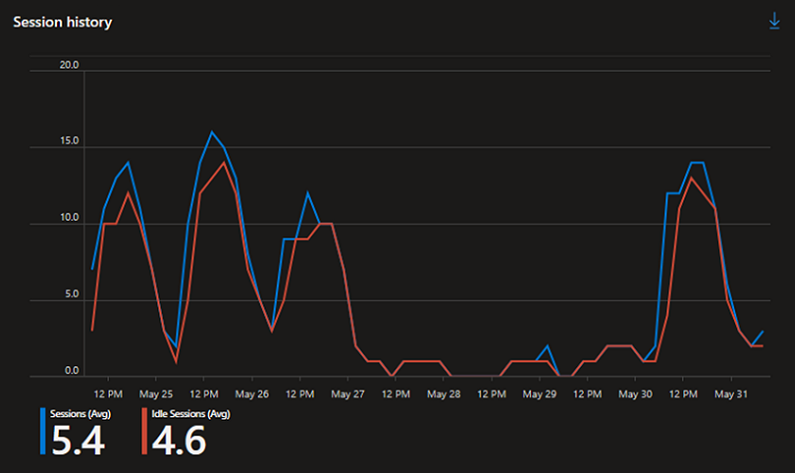 Session history
20.0
15.0
10.0
5.0
0.0
12 PM May 25 12 PM May 26 12 PM May 27 12 PM May 28 12 PM May 29 12 PM May 30 12 PM May 31
Sessions (Avg) Idle Sessions (Avg)
5.4 4.6